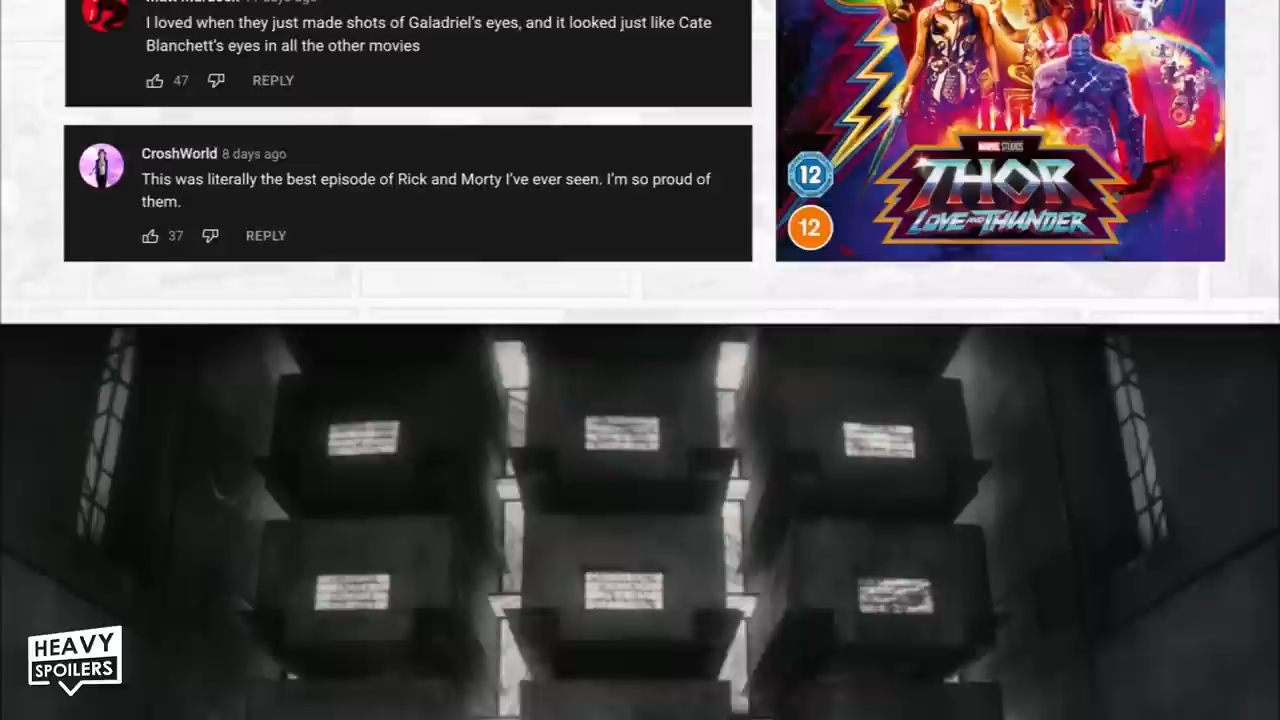 I loved when they just made shots of Galadriel's eyes, and it looked just like Cate
Blanchett's eyes in all the other movies
47
REPLY
CroshWorld 8 days ago
This was literally the best episode of Rick and Morty I've ever seen. I'm so proud of
them.
37
REPLY
MARVEL STUDIOS
THOR
LOVE AND THUNDER
12
12
HEAVY
SPOILERS